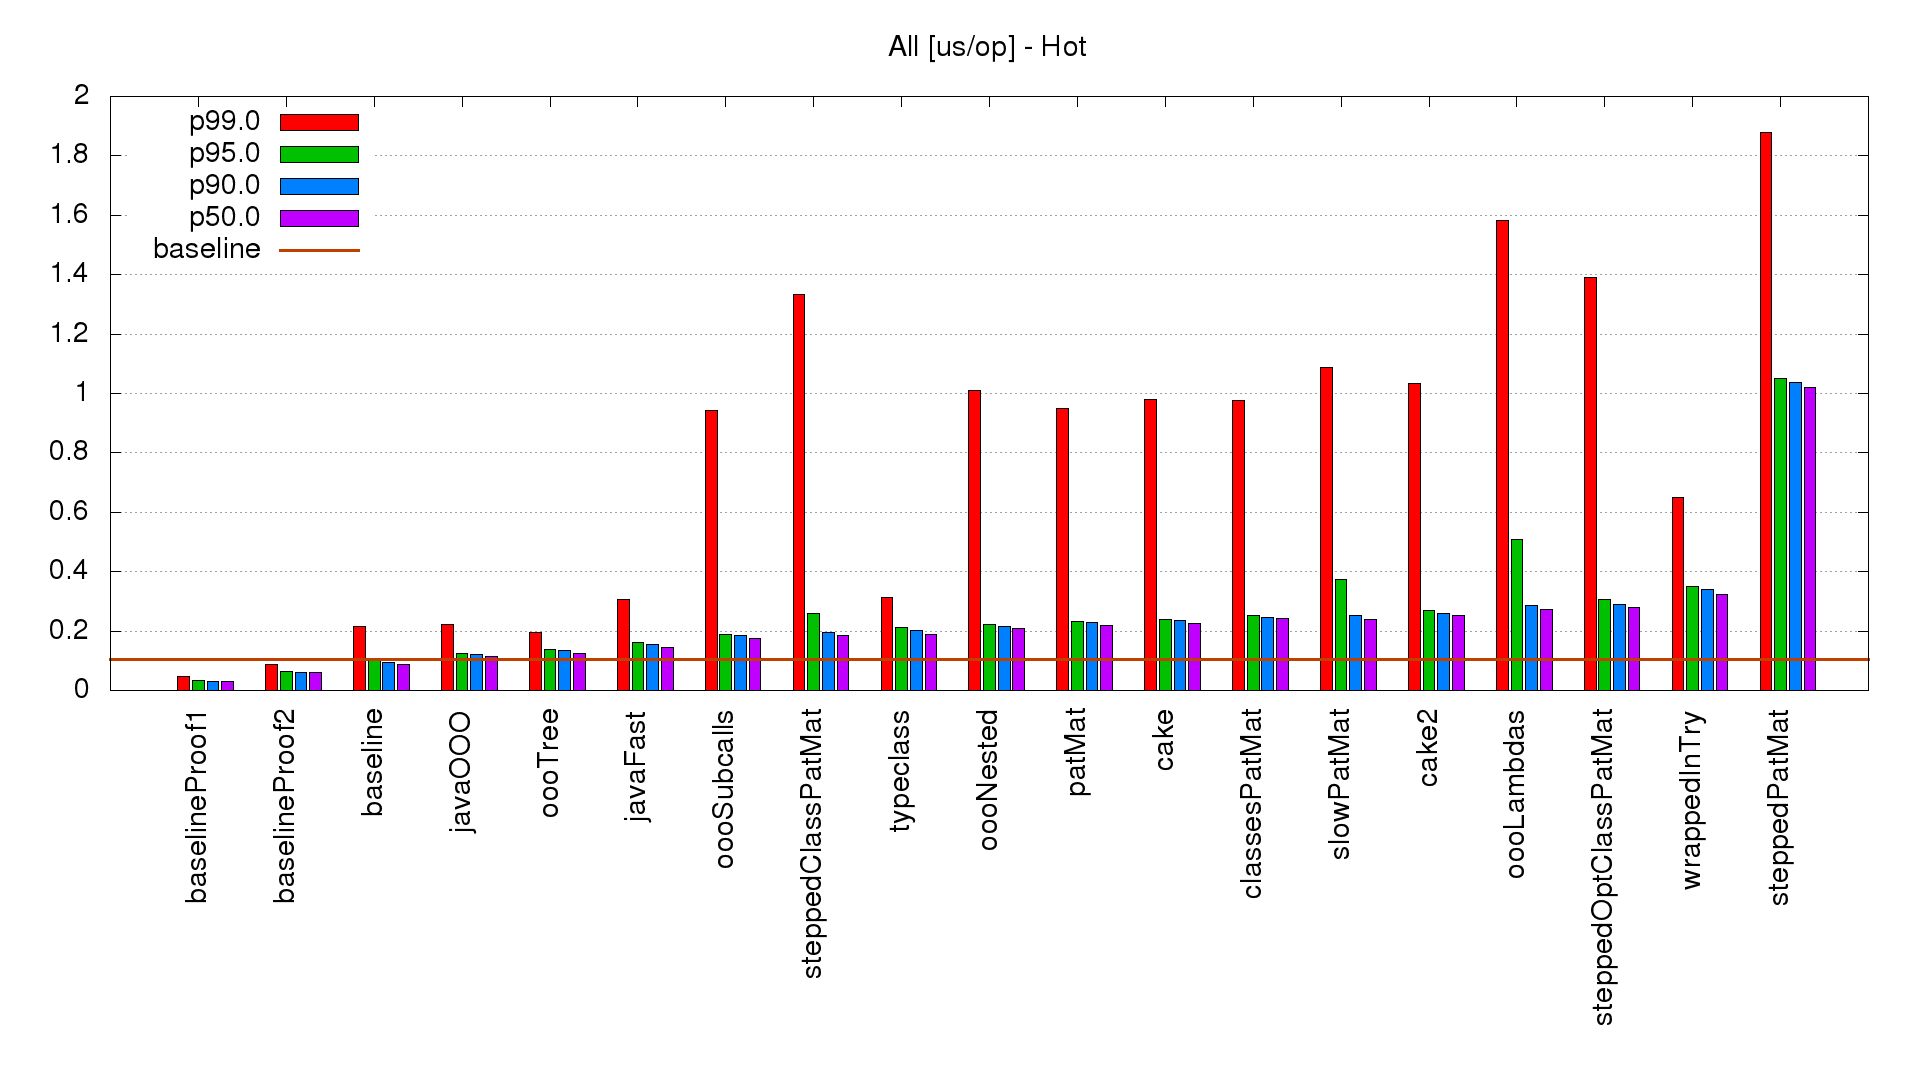 All [us/op] - Hot
2
1.8
1.6
1.4
1.2
1
0.8
0.6
0.4
0.2
0
p99.0
p95.0
p90.0
p50.0
baseline
baselineProof1
baselineProof2
baseline
javaOOO
oooTree
javaFast
oooSubcalls
steppedClassPatMat
typeclass
oooNested
patMat
cake
classesPatMat
slowPatMat
cake2
oooLambdas
steppedOptClassPatMat
wrappedInTry
steppedPatMat